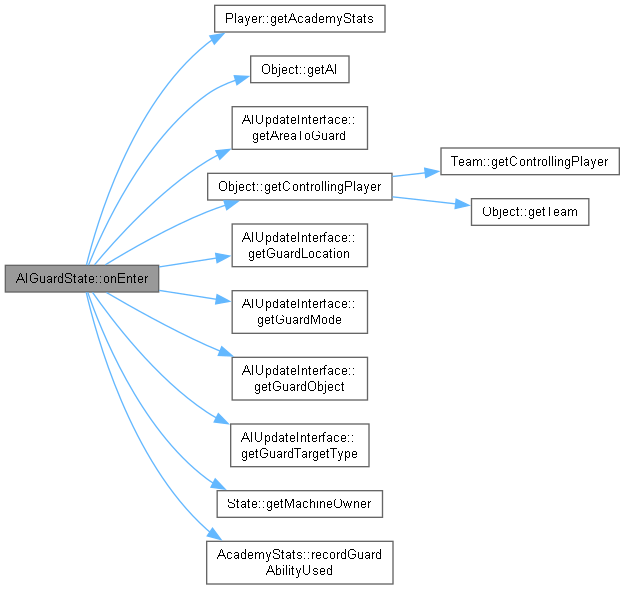 Player::getAcademyStats
Object::getAI
AIUpdateInterface::
getAreaToGuard
Object::getControllingPlayer
Team::getControllingPlayer
Object::getTeam
AIUpdateInterface::
getGuardLocation
AIGuardState::onEnter
AIUpdateInterface::
getGuardMode
AIUpdateInterface::
getGuardObject
AIUpdateInterface::
getGuardTargetType
State::getMachineOwner
AcademyStats::recordGuard
AbilityUsed